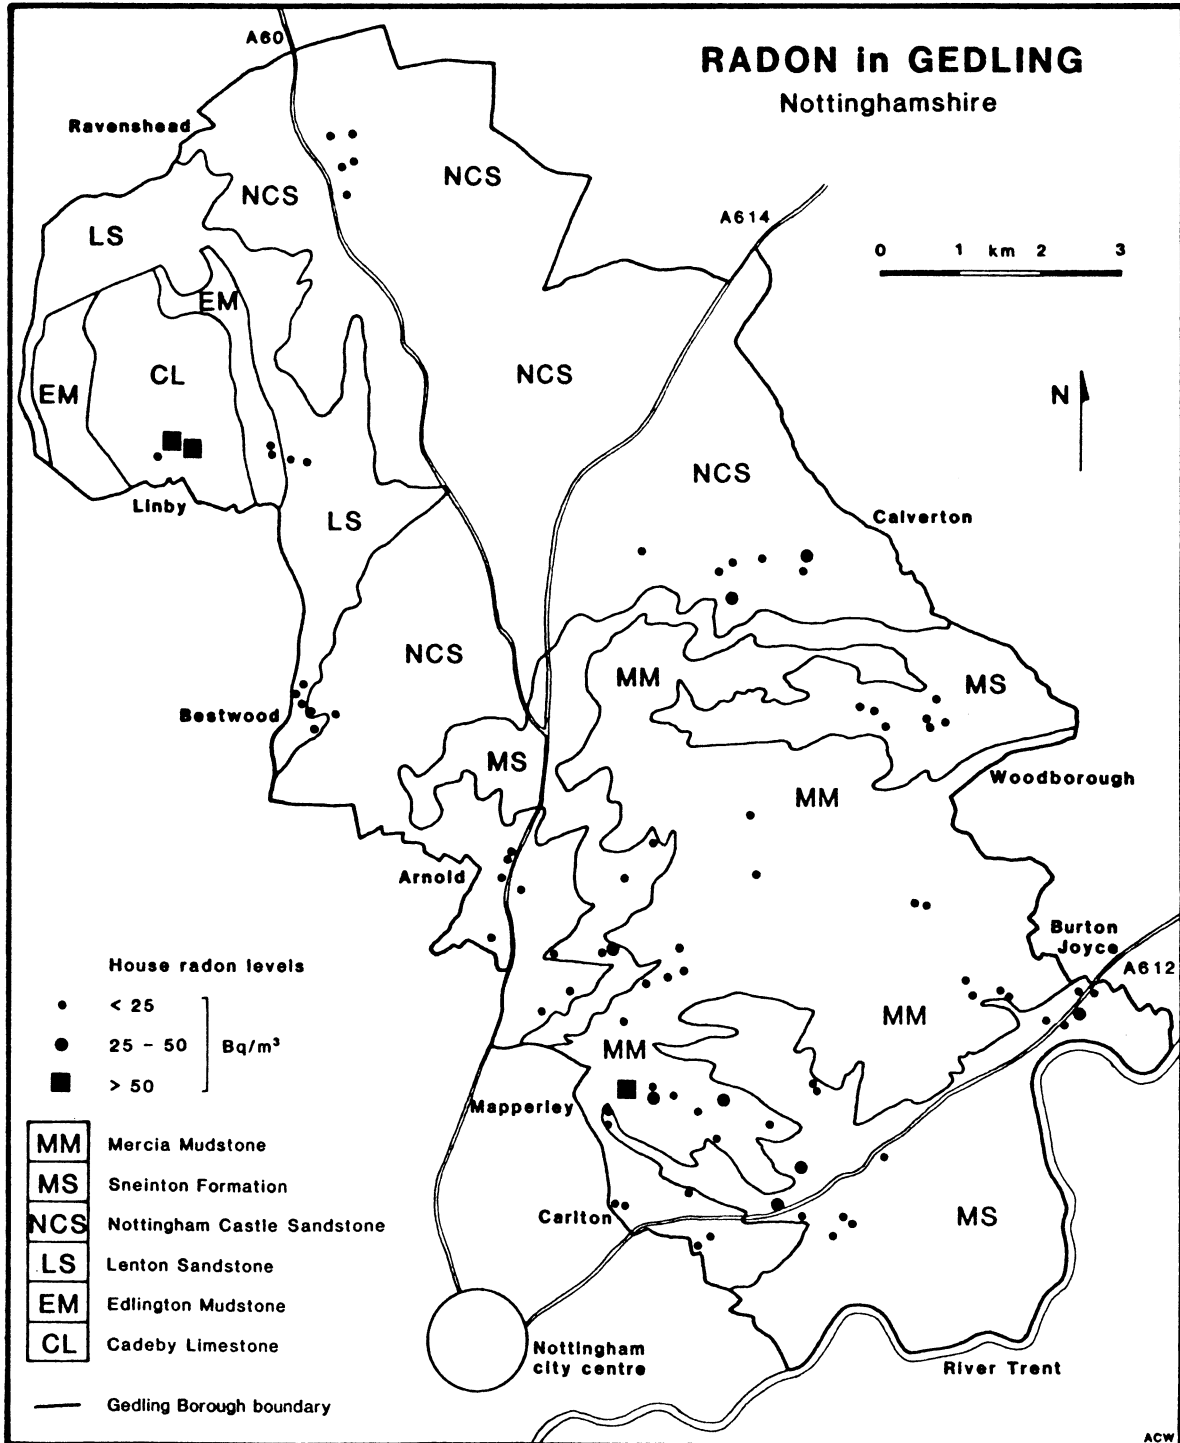 RADON in GEDLING
Nottinghamshire
A60
Ravenshead
NCS
NCS
LS
A614
0 1 km 2 3
EM
CL
NCS
EM
N
NCS
Linby
LS
Calverton
NCS
MM
MS
Bestwood
MS
Woodborough
MM
Arnold
Burton
Joyce
A612
House radon levels
< 25
25 - 50
Bq/m³
> 50
MM
MM
Mapperley
MM Mercia Mudstone
MS Sneinton Formation
NCS Nottingham Castle Sandstone
LS Lenton Sandstone
EM Edlington Mudstone
CL Cadeby Limestone
Carlton
MS
Nottingham
city centre
River Trent
Gedling Borough boundary
ACW